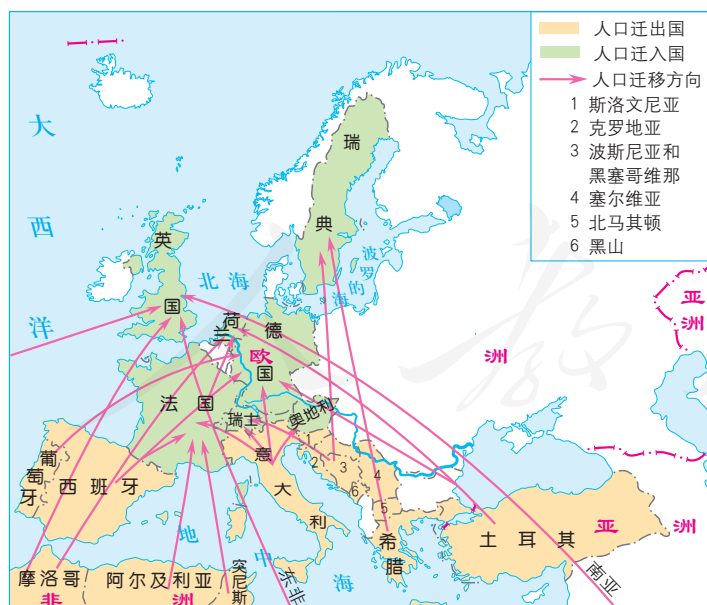 人口迁出国
人口迁入国
人口迁移方向
1 斯洛文尼亚
2 克罗地亚
3 波斯尼亚和
黑塞哥维那
4 塞尔维亚
5 北马其顿
6 黑山
大西洋
瑞典
英国
北海
波罗的海
荷兰
德国
欧洲
亚洲
法国
瑞士
奥地利
葡萄牙
西班牙
意大利
1
2
3
4
6
5
希腊
土耳其
亚洲
地中海
摩洛哥
阿尔及利亚
突尼斯
东非
南亚
非洲